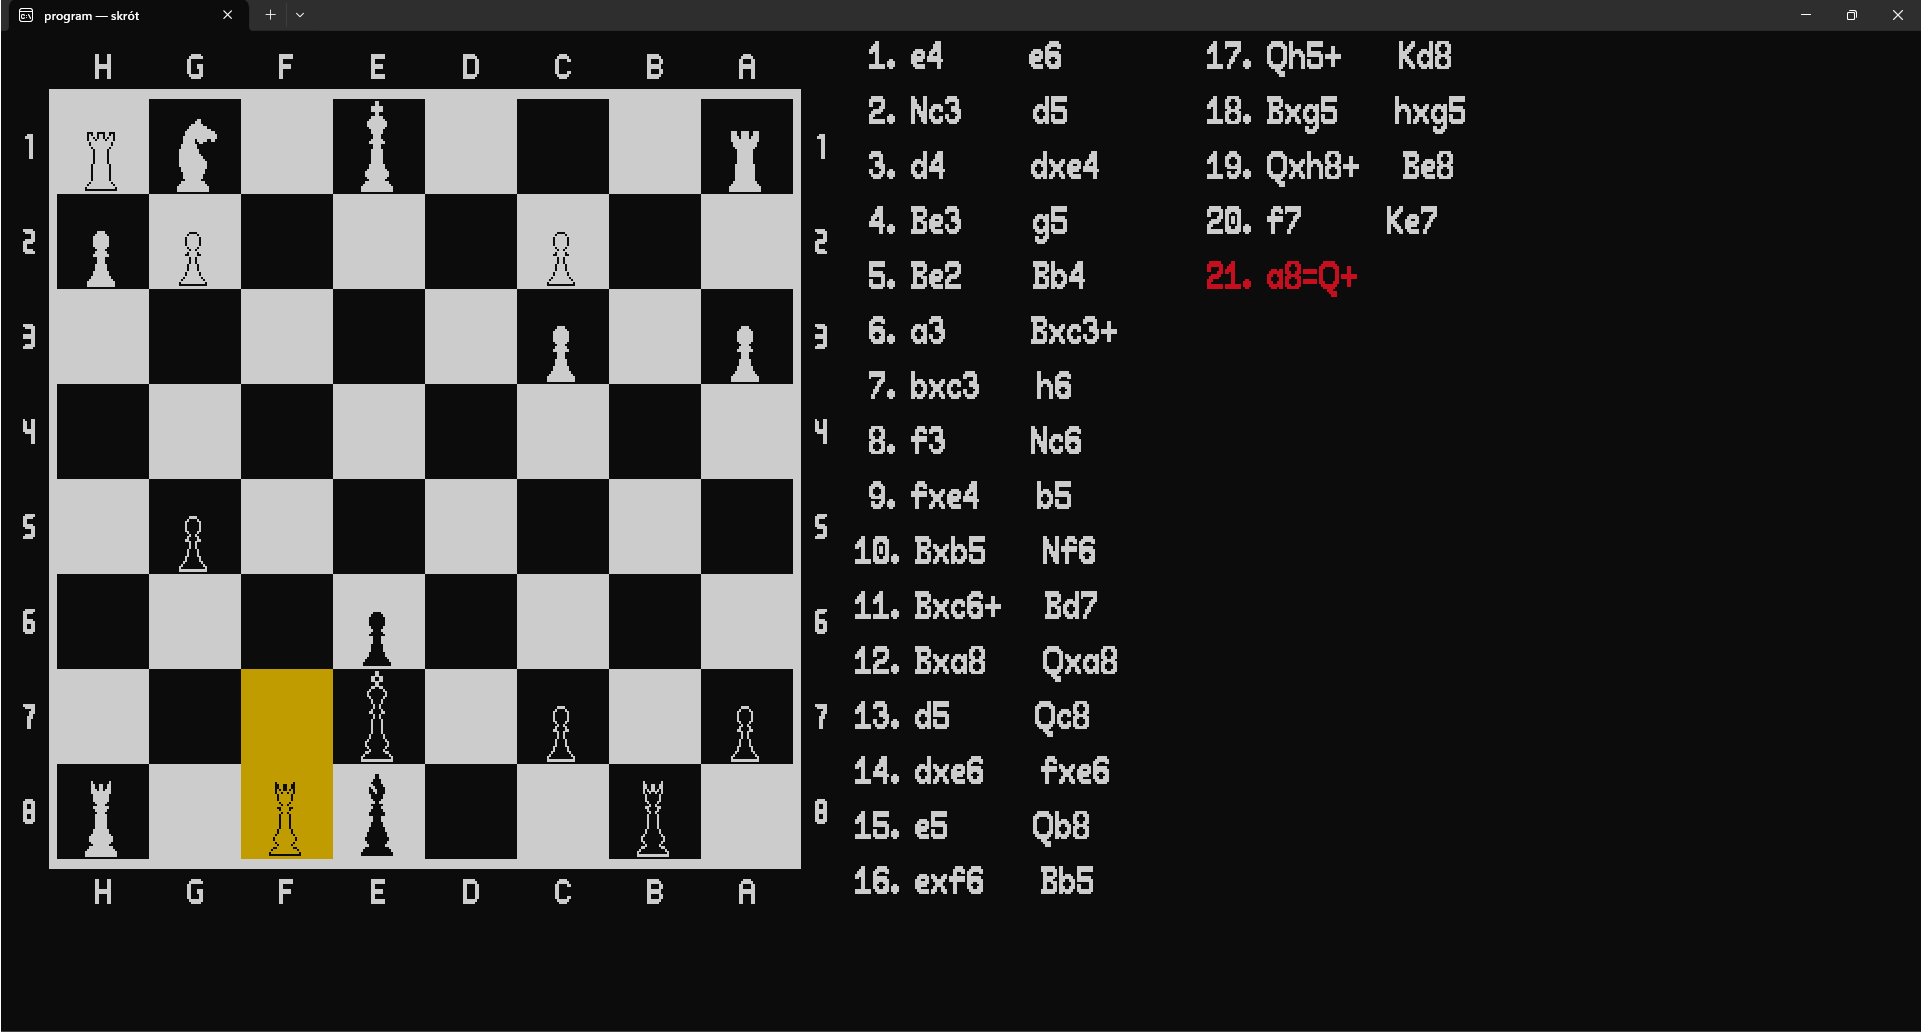 program — skrót
H G F E D C B A
1 1
2 2
3 3
4 4
5 5
6 6
7 7
8 8
H G F E D C B A
1. e4 e6
2. Nc3 d5
3. d4 dxe4
4. Be3 g5
5. Be2 Bb4
6. a3 Bxc3+
7. bxc3 h6
8. f3 Nc6
9. fxe4 b5
10. Bxb5 Nf6
11. Bxc6+ Bd7
12. Bxa8 Qxa8
13. d5 Qc8
14. dxe6 fxe6
15. e5 Qb8
16. exf6 Bb5
17. Qh5+ Kd8
18. Bxg5 hxg5
19. Qxh8+ Be8
20. f7 Ke7
21. a8=Q+